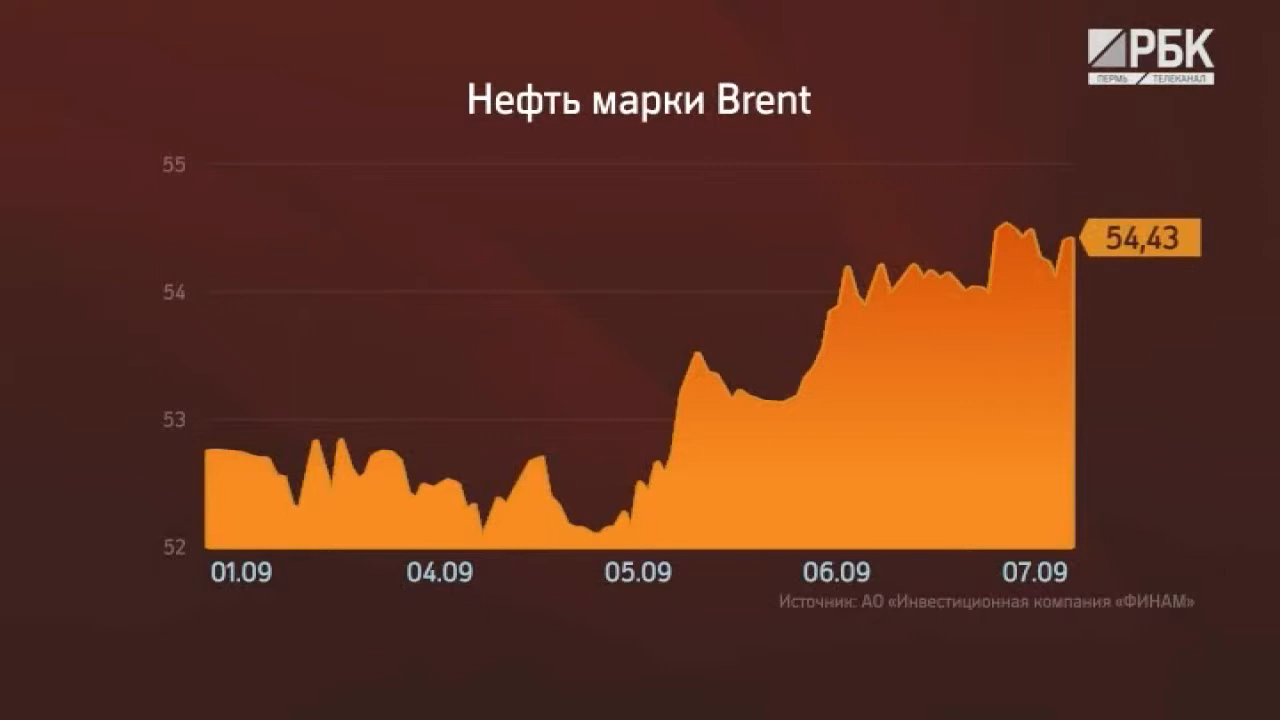 РБК
ПЕРМЬ ТЕЛЕКАНАЛ
Нефть марки Brent
55
54,43
54
53
52
01.09 04.09 05.09 06.09 07.09
Источник: АО «Инвестиционная компания «ФИНАМ»